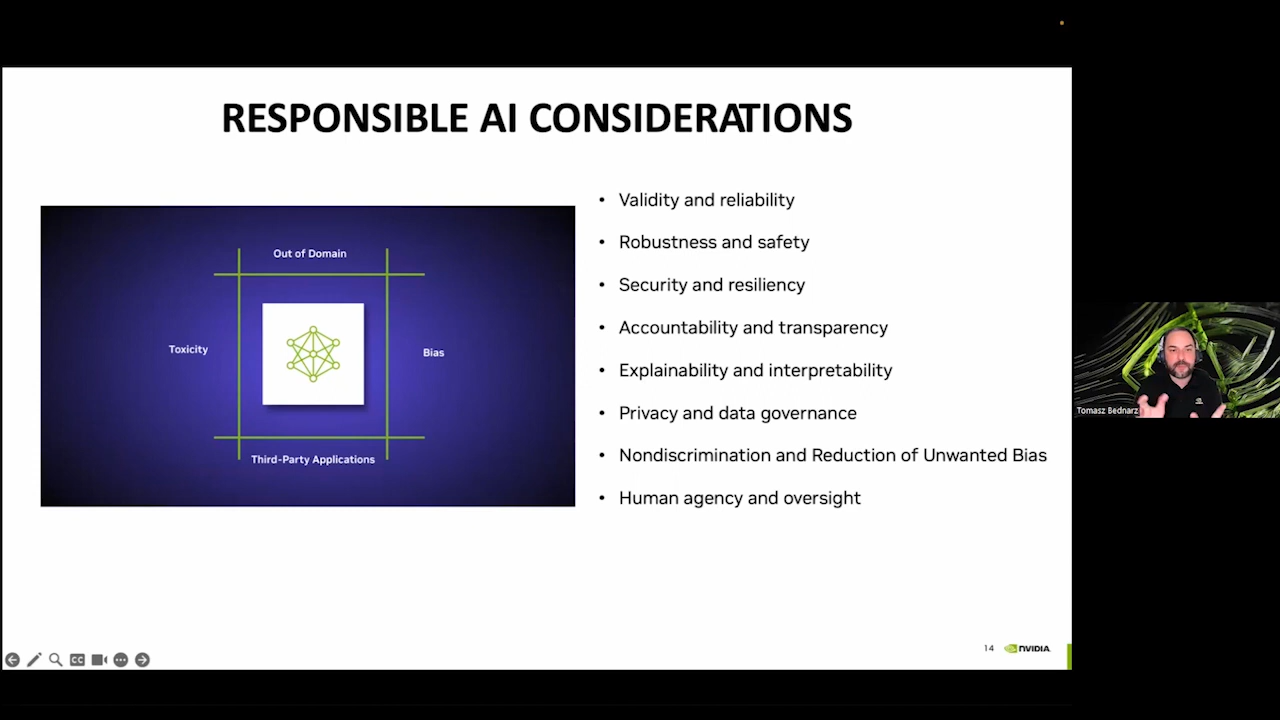 RESPONSIBLE AI CONSIDERATIONS
Out of Domain
Toxicity
Bias
Third-Party Applications
• Validity and reliability
• Robustness and safety
• Security and resiliency
• Accountability and transparency
• Explainability and interpretability
• Privacy and data governance
• Nondiscrimination and Reduction of Unwanted Bias
• Human agency and oversight
Tomasz Bednarz
CC
14
NVIDIA